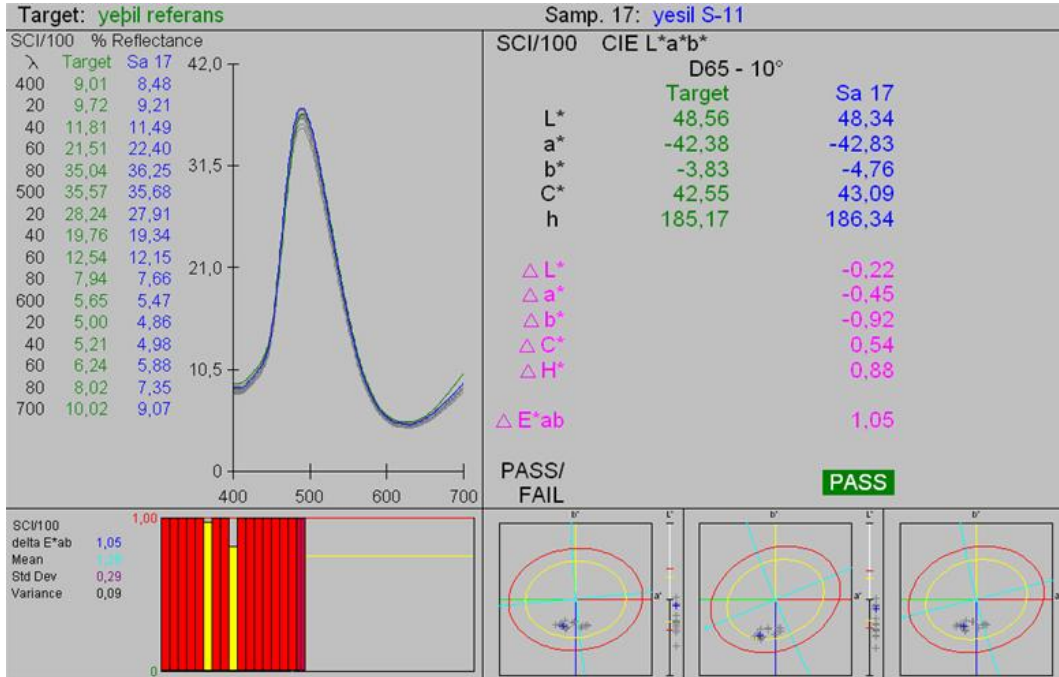 Target: yeþil referans
Samp. 17: yesil S-11
SCI/100 % Reflectance
λ Target Sa 17
400 9,01 8,48
20 9,72 9,21
40 11,81 11,49
60 21,51 22,40
80 35,04 36,25
500 35,57 35,68
20 28,24 27,91
40 19,76 19,34
60 12,54 12,15
80 7,94 7,66
600 5,65 5,47
20 5,00 4,86
40 5,21 4,98
60 6,24 5,88
80 8,02 7,35
700 10,02 9,07
42,0
31,5
21,0
10,5
0
400 500 600 700
SCI/100 CIE L*a*b*
D65 - 10°
Target Sa 17
L* 48,56 48,34
a* -42,38 -42,83
b* -3,83 -4,76
C* 42,55 43,09
h 185,17 186,34
△ L* -0,22
△ a* -0,45
△ b* -0,92
△ C* 0,54
△ H* 0,88
△ E*ab 1,05
PASS/
FAIL
PASS
SCI/100
delta E*ab 1,05
Mean
Std Dev 0,29
Variance 0,09
1,00
0
b* L*
a*
b* L*
a*
b*
a*